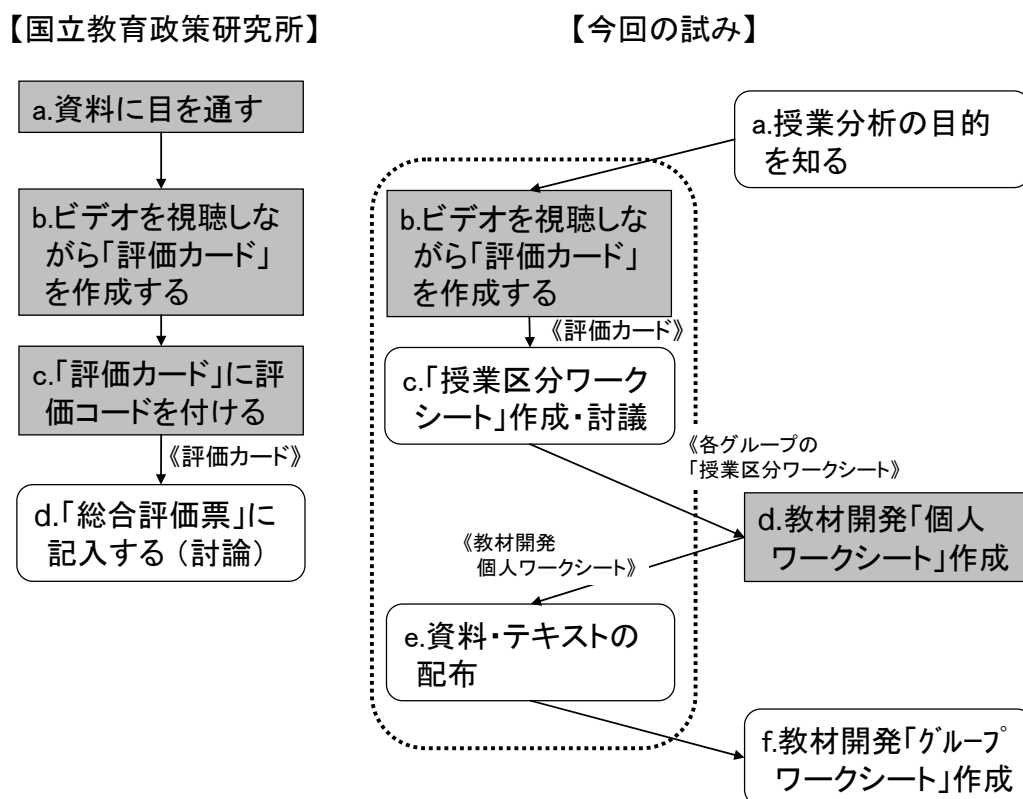 【国立教育政策研究所】
a.資料に目を通す
b.ビデオを視聴しな
がら「評価カード」
を作成する
c.「評価カード」に評
価コードを付ける
《評価カード》
d.「総合評価票」に
記入する（討論）
【今回の試み】
a.授業分析の目的
を知る
b.ビデオを視聴しな
がら「評価カード」
を作成する
《評価カード》
c.「授業区分ワーク
シート」作成・討議
《各グループの
「授業区分ワークシート》
d.教材開発「個人
ワークシート」作成
《教材開発
個人ワークシート》
e.資料・テキストの
配布
f.教材開発「グループ
ワークシート」作成